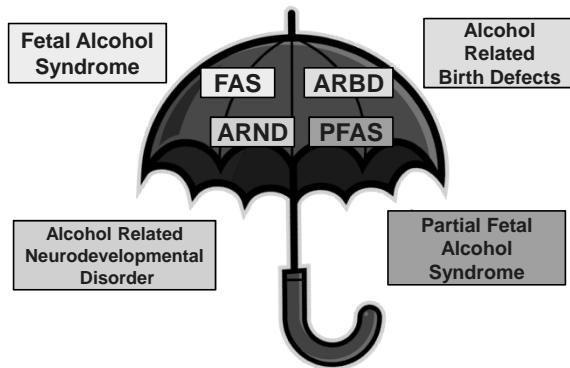 Fetal Alcohol
Syndrome
Alcohol
Related
Birth Defects
FAS
ARBD
ARND
PFAS
Alcohol Related
Neurodevelopmental
Disorder
Partial Fetal
Alcohol
Syndrome